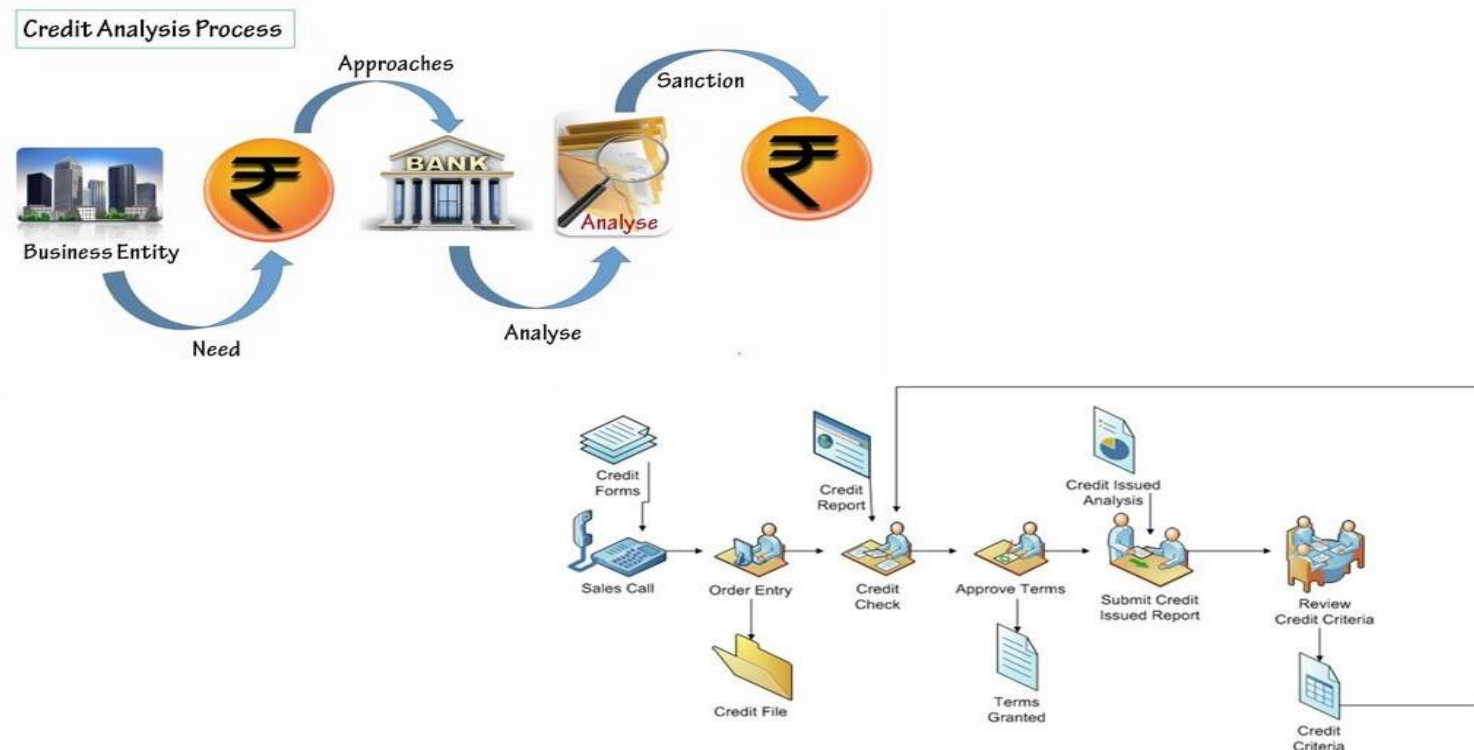 Credit Analysis Process
Approaches
Sanction
₹
BANK
Analyse
₹
Business Entity
Need
Analyse
Credit
Forms
Credit
Report
Credit Issued
Analysis
Sales Call
Order Entry
Credit
Check
Approve Terms
Submit Credit
Issued Report
Review
Credit Criteria
Credit File
Terms
Granted
Credit
Criteria